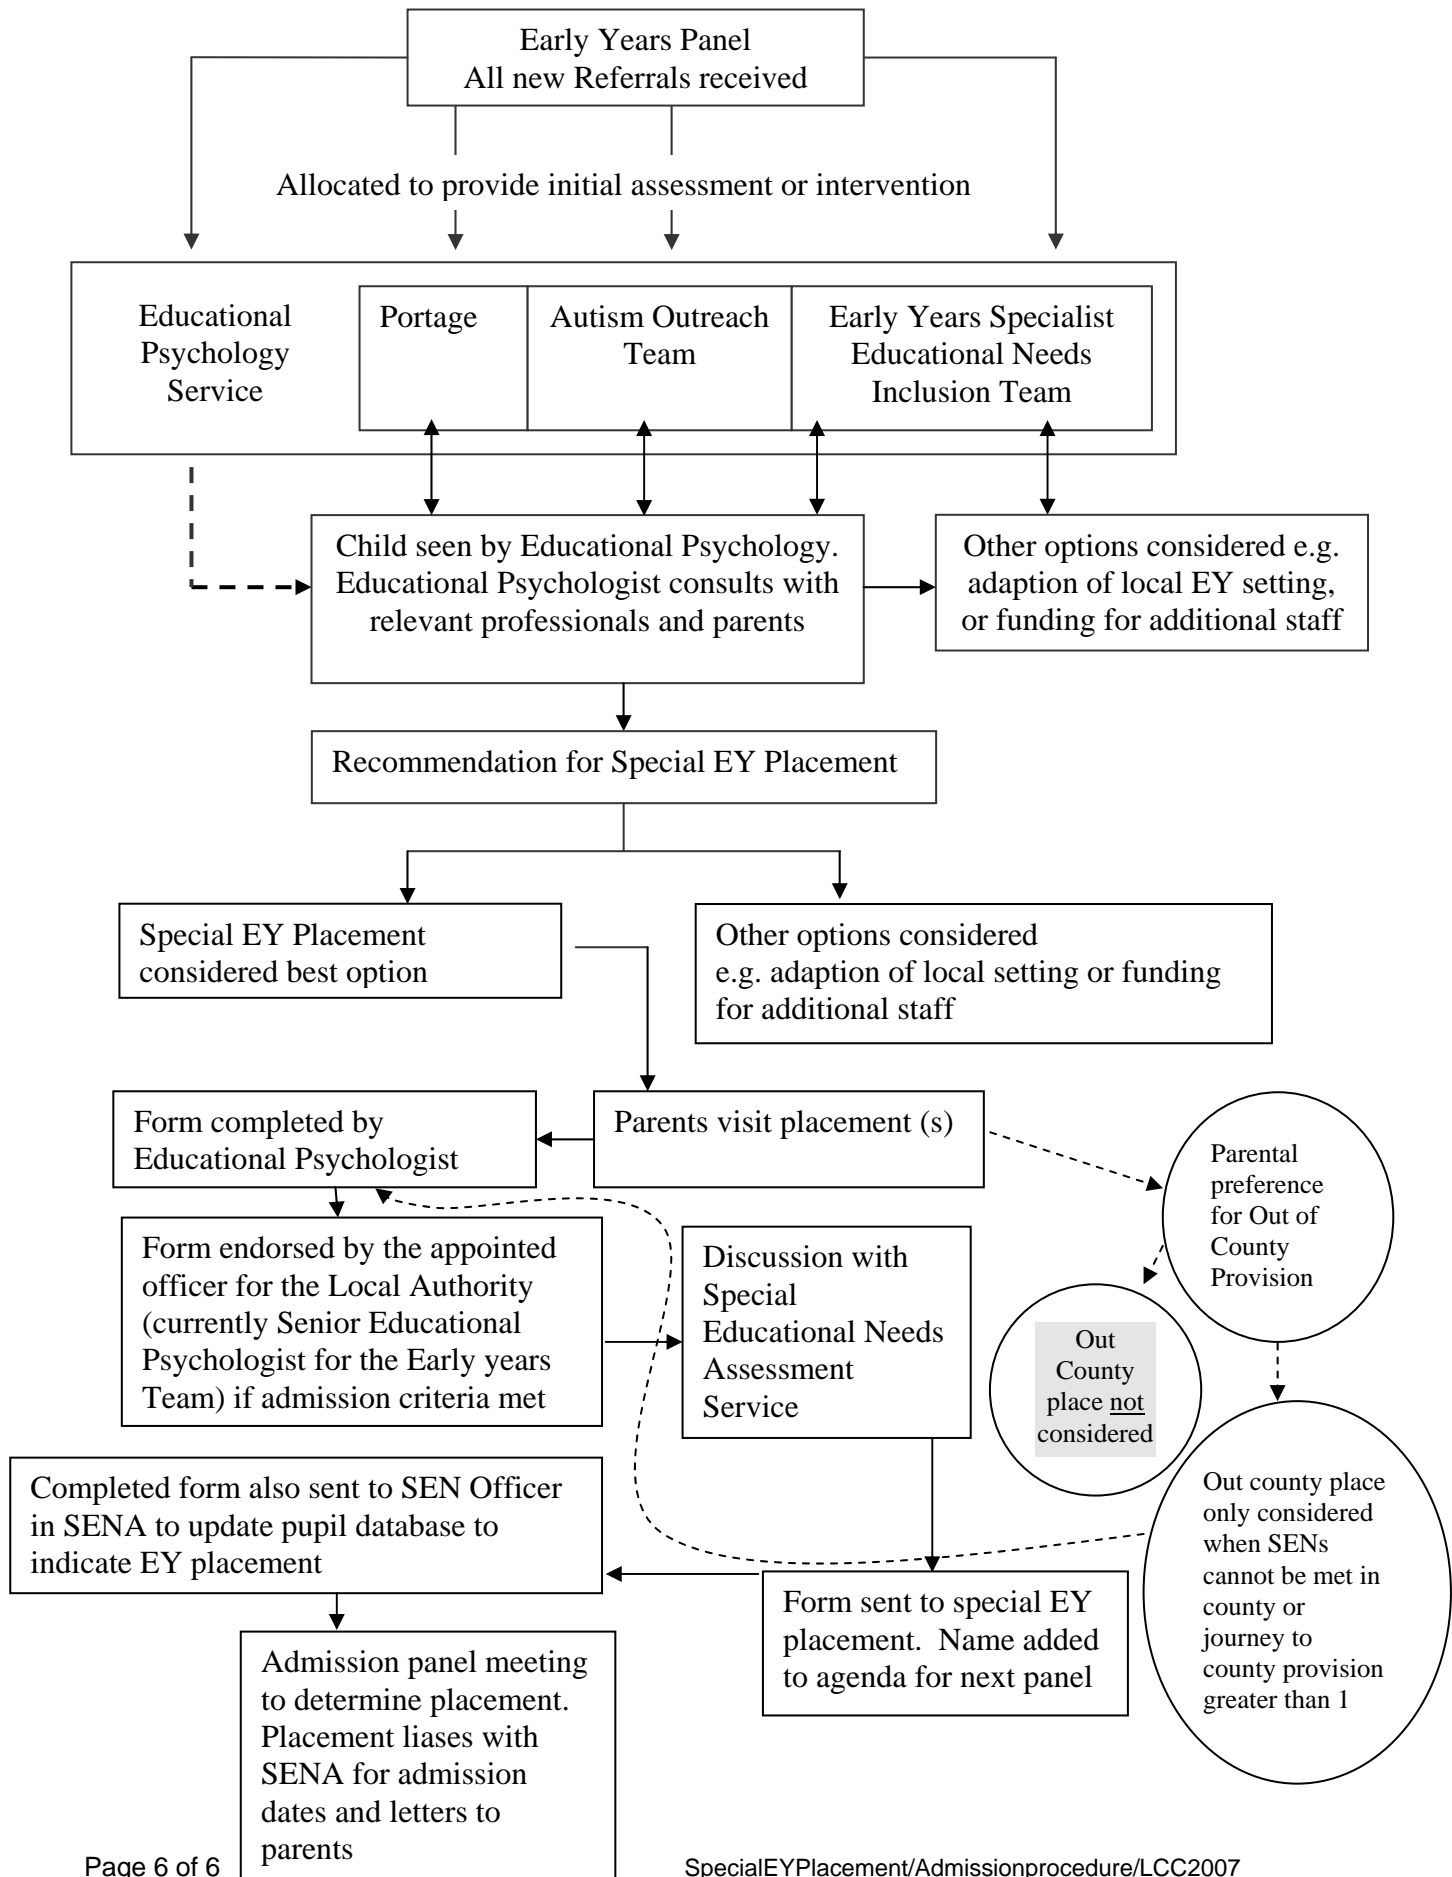 Early Years Panel
All new Referrals received
Allocated to provide initial assessment or intervention
Educational
Psychology
Service
Portage
Autism Outreach
Team
Early Years Specialist
Educational Needs
Inclusion Team
Child seen by Educational Psychology.
Educational Psychologist consults with
relevant professionals and parents
Other options considered e.g.
adaption of local EY setting,
or funding for additional staff
Recommendation for Special EY Placement
Special EY Placement
considered best option
Other options considered
e.g. adaption of local setting or funding
for additional staff
Form completed by
Educational Psychologist
Parents visit placement (s)
Parental
preference
for Out of
County
Provision
Form endorsed by the appointed
officer for the Local Authority
(currently Senior Educational
Psychologist for the Early years
Team) if admission criteria met
Discussion with
Special
Educational Needs
Assessment
Service
Out
County
place not
considered
Out county place
only considered
when SENs
cannot be met in
county or
journey to
county provision
greater than 1
Completed form also sent to SEN Officer
in SENA to update pupil database to
indicate EY placement
Form sent to special EY
placement.  Name added
to agenda for next panel
Admission panel meeting
to determine placement.
Placement liases with
SENA for admission
dates and letters to
parents
Page 6 of 6
SpecialEYPlacement/Admissionprocedure/LCC2007